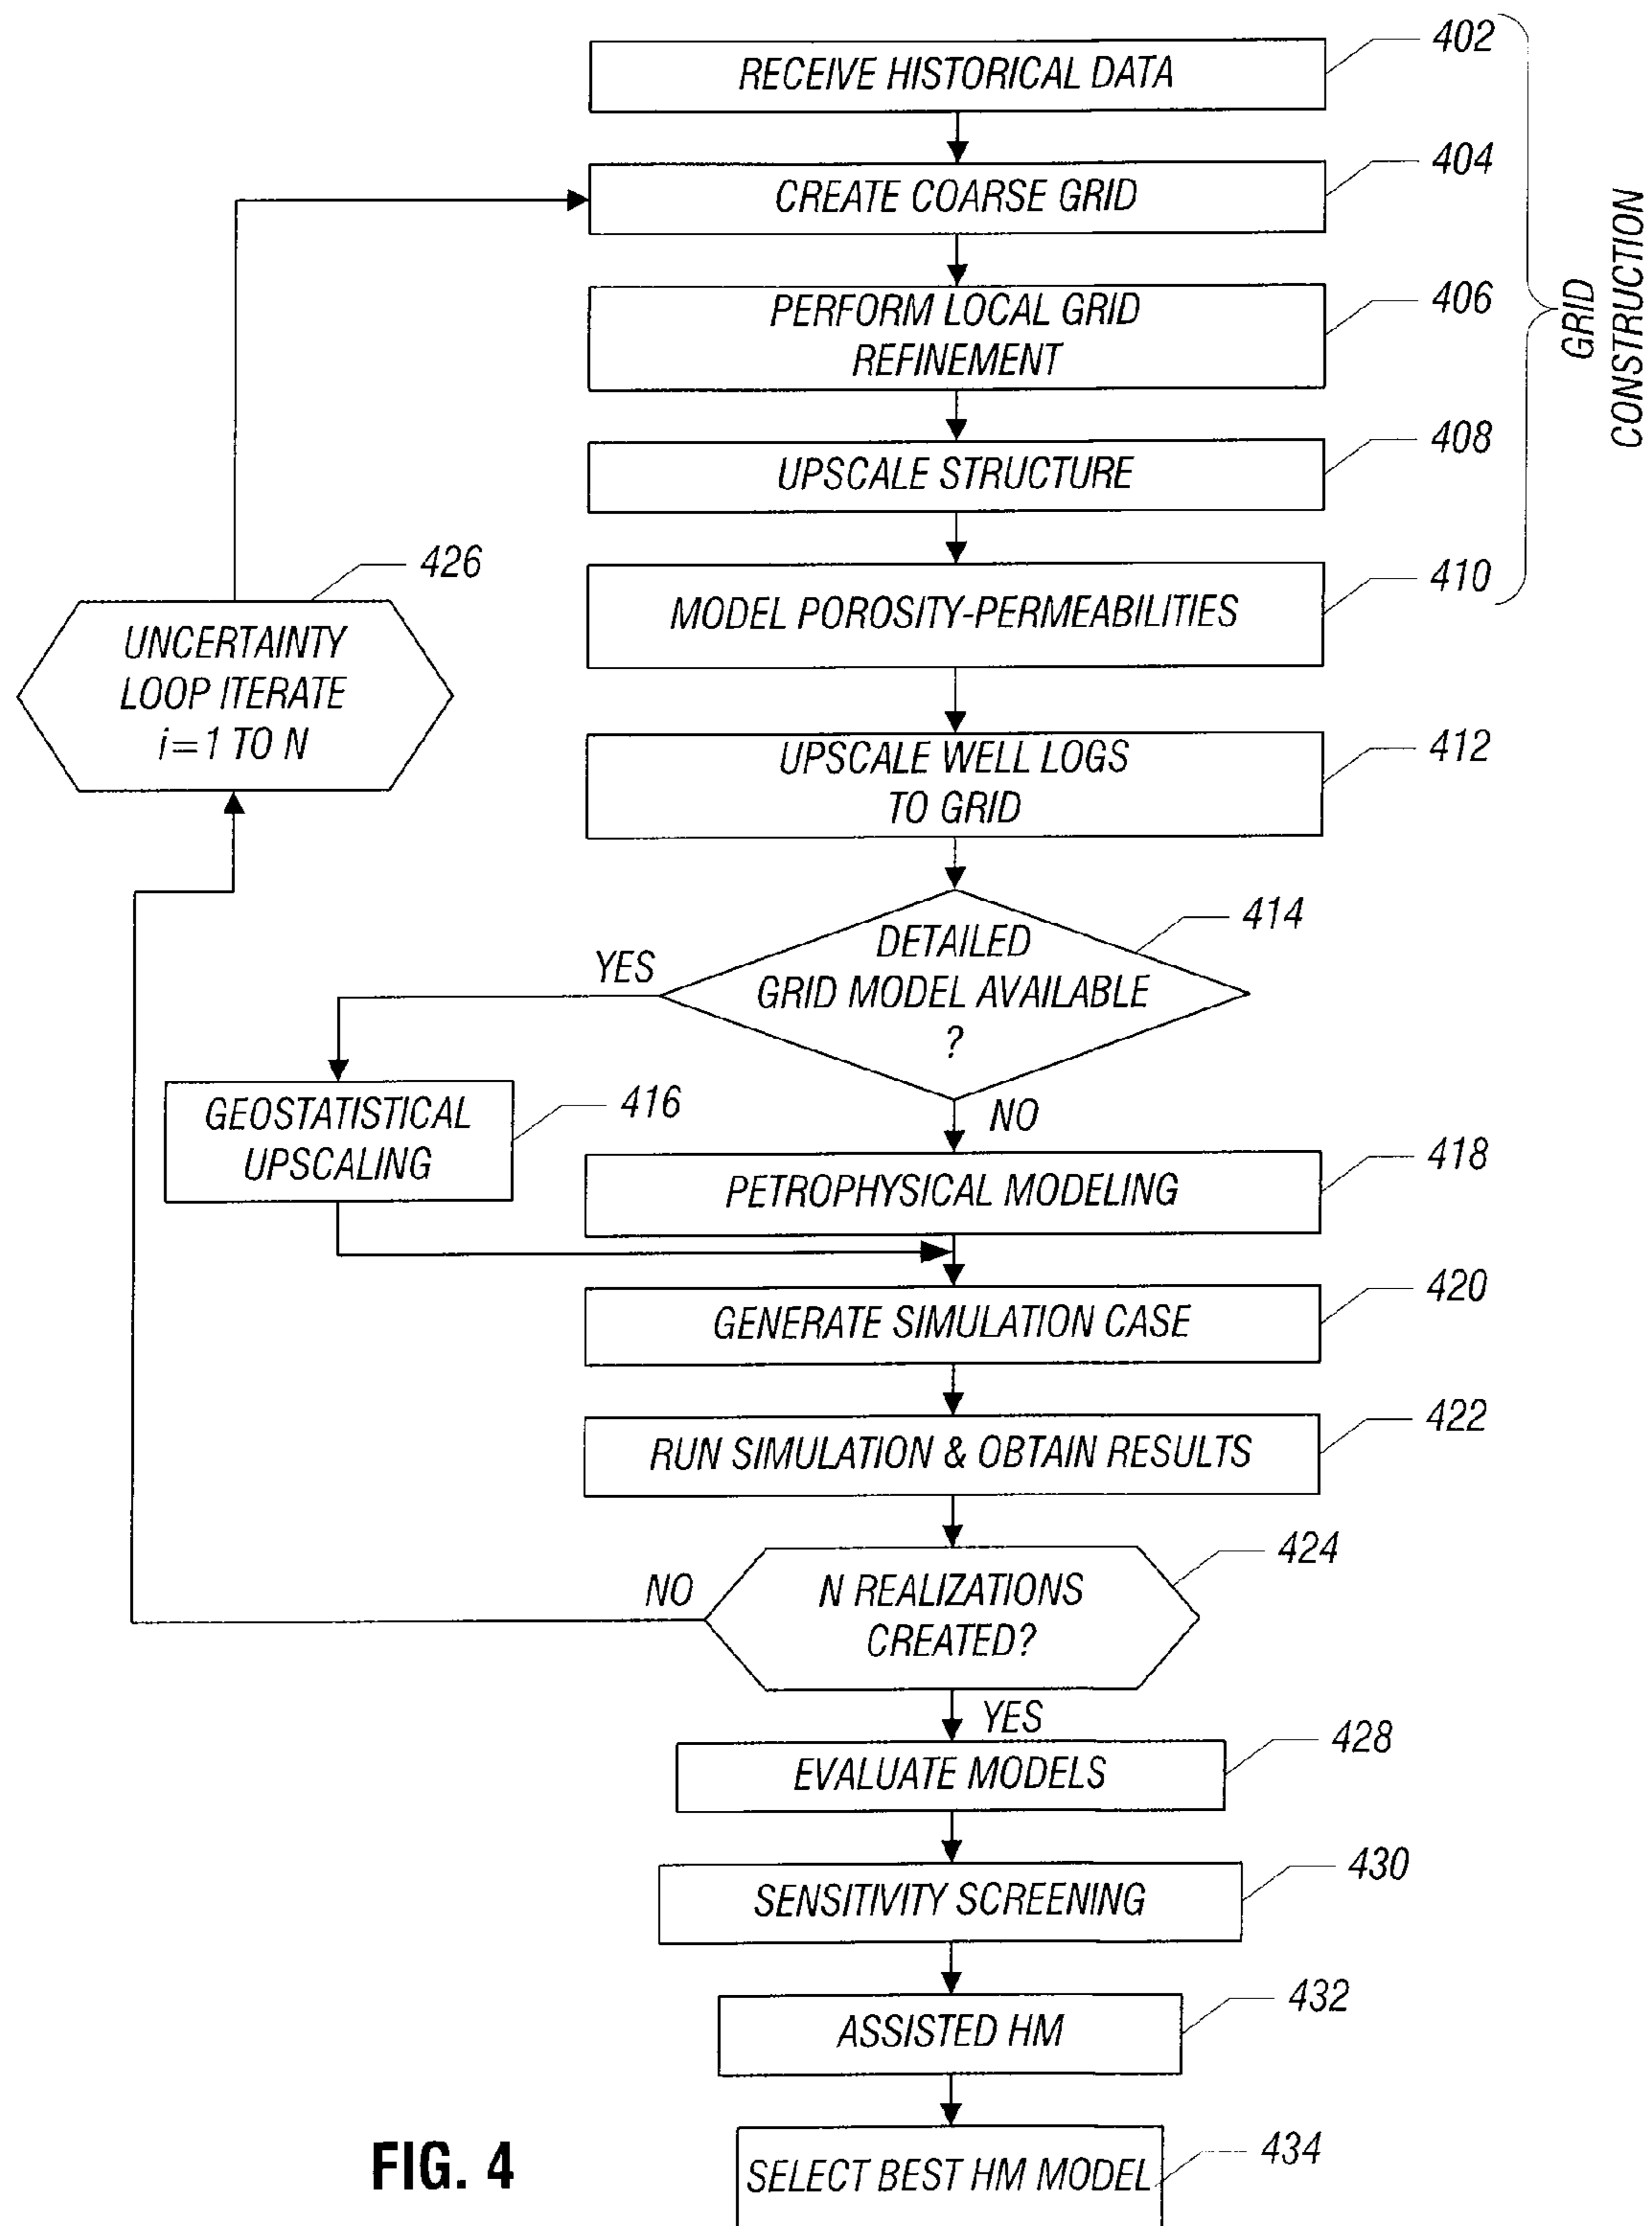 402
RECEIVE HISTORICAL DATA
404
CREATE COARSE GRID
406
PERFORM LOCAL GRID
REFINEMENT
408
UPSCALE STRUCTURE
410
MODEL POROSITY-PERMEABILITIES
GRID
CONSTRUCTION
426
UNCERTAINTY
LOOP ITERATE
i=1 TO N
412
UPSCALE WELL LOGS
TO GRID
414
DETAILED
GRID MODEL AVAILABLE
?
YES
NO
416
GEOSTATISTICAL
UPSCALING
418
PETROPHYSICAL MODELING
420
GENERATE SIMULATION CASE
422
RUN SIMULATION & OBTAIN RESULTS
424
N REALIZATIONS
CREATED?
NO
YES
428
EVALUATE MODELS
430
SENSITIVITY SCREENING
432
ASSISTED HM
434
SELECT BEST HM MODEL
FIG. 4